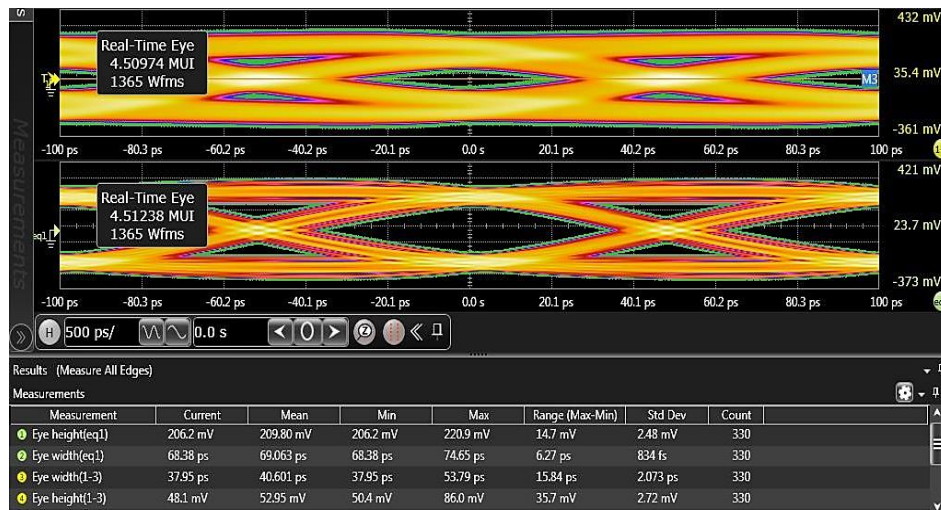 432 mV
Real-Time Eye
4.50974 MUI
1365 Wfms
35.4 mV
M3
-361 mV
-100 ps -80.3 ps -60.2 ps -40.1 ps -20.1 ps 0.0 s 20.1 ps 40.1 ps 60.2 ps 80.3 ps 100 ps
421 mV
Real-Time Eye
4.51238 MUI
1365 Wfms
eq1
23.7 mV
-373 mV
-100 ps -80.3 ps -60.2 ps -40.1 ps -20.1 ps 0.0 s 20.1 ps 40.1 ps 60.2 ps 80.3 ps 100 ps
Measurements
H 500 ps/ 0.0 s 0
Results (Measure All Edges)
Measurements
Measurement Current Mean Min Max Range (Max-Min) Std Dev Count
1 Eye height(eq1) 206.2 mV 209.80 mV 206.2 mV 220.9 mV 14.7 mV 2.48 mV 330
2 Eye width(eq1) 68.38 ps 69.063 ps 68.38 ps 74.65 ps 6.27 ps 834 fs 330
3 Eye width(1-3) 37.95 ps 40.601 ps 37.95 ps 53.79 ps 15.84 ps 2.073 ps 330
4 Eye height(1-3) 48.1 mV 52.95 mV 50.4 mV 86.0 mV 35.7 mV 2.72 mV 330